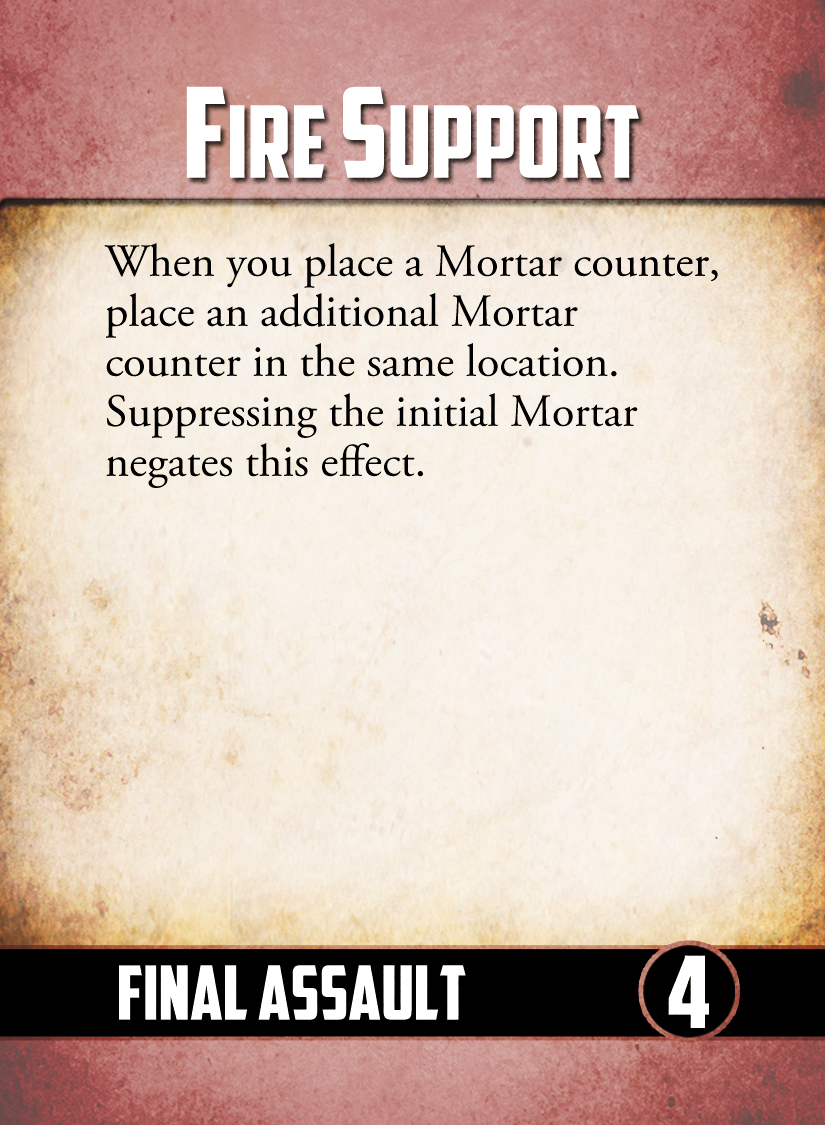 Fire Support
When you place a Mortar counter,
place an additional Mortar
counter in the same location.
Suppressing the initial Mortar
negates this effect.
FINAL ASSAULT
4